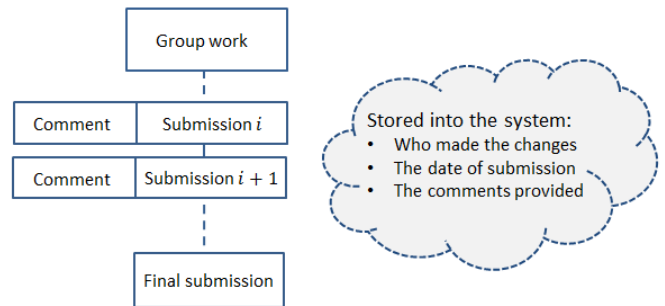 Group work
Comment
Submission i
Comment
Submission i + 1
Final submission
Stored into the system:
• Who made the changes
• The date of submission
• The comments provided